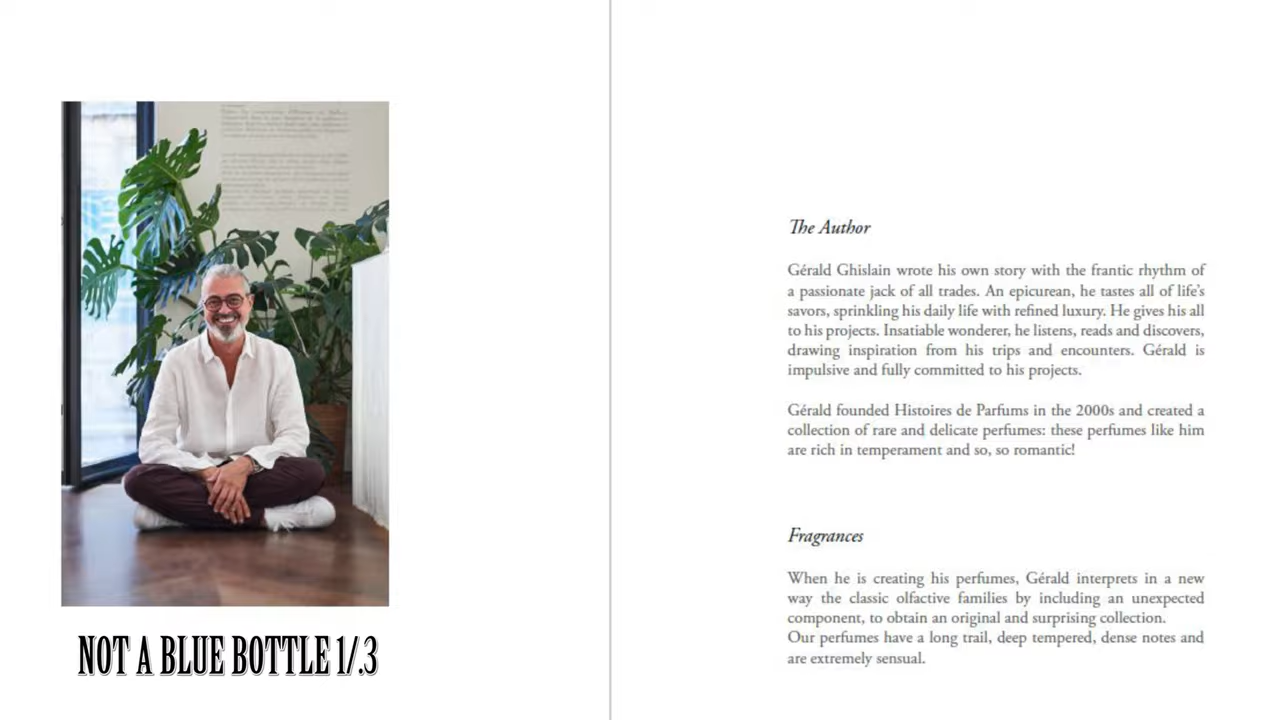 NOT A BLUE BOTTLE 1/.3
The Author
Gérald Ghislain wrote his own story with the frantic rhythm of
a passionate jack of all trades. An epicurean, he tastes all of life's
savors, sprinkling his daily life with refined luxury. He gives his all
to his projects. Insatiable wonderer, he listens, reads and discovers,
drawing inspiration from his trips and encounters. Gérald is
impulsive and fully committed to his projects.
Gérald founded Histoires de Parfums in the 2000s and created a
collection of rare and delicate perfumes: these perfumes like him
are rich in temperament and so, so romantic!
Fragrances
When he is creating his perfumes, Gérald interprets in a new
way the classic olfactive families by including an unexpected
component, to obtain an original and surprising collection.
Our perfumes have a long trail, deep tempered, dense notes and
are extremely sensual.